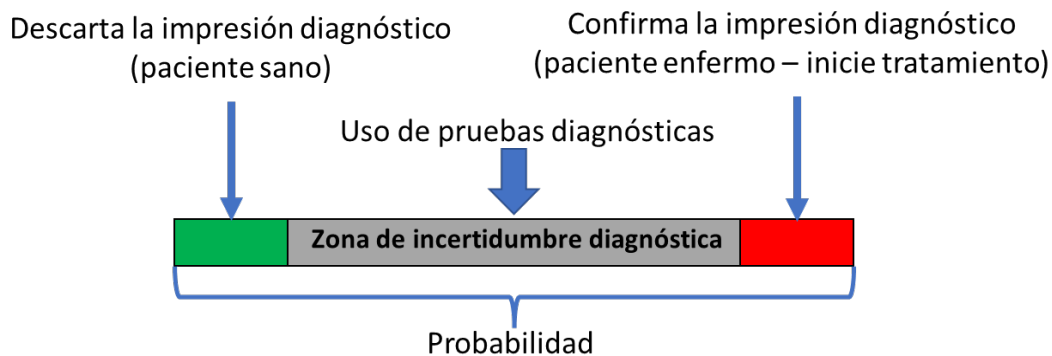 Descarta la impresión diagnóstico
(paciente sano)
Confirma la impresión diagnóstico
(paciente enfermo – inicie tratamiento)
Uso de pruebas diagnósticas
Zona de incertidumbre diagnóstica
Probabilidad